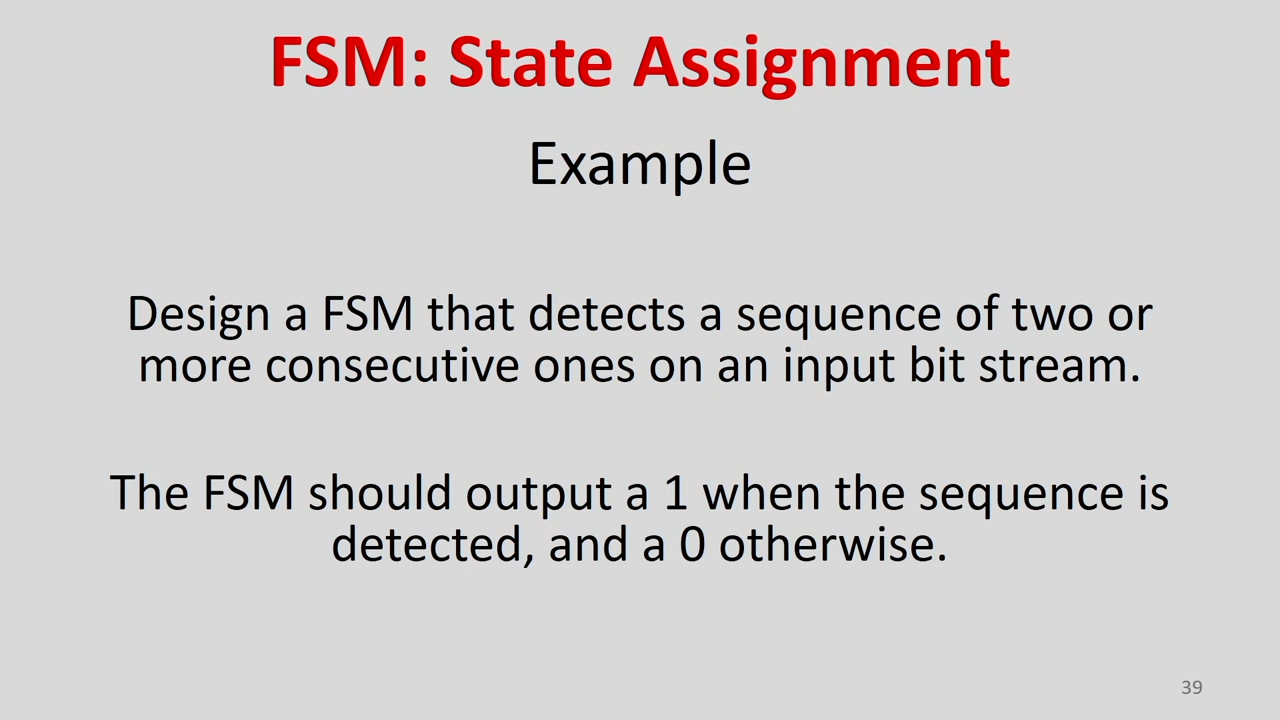 FSM: State Assignment
Example
Design a FSM that detects a sequence of two or
more consecutive ones on an input bit stream.
The FSM should output a 1 when the sequence is
detected, and a 0 otherwise.
39